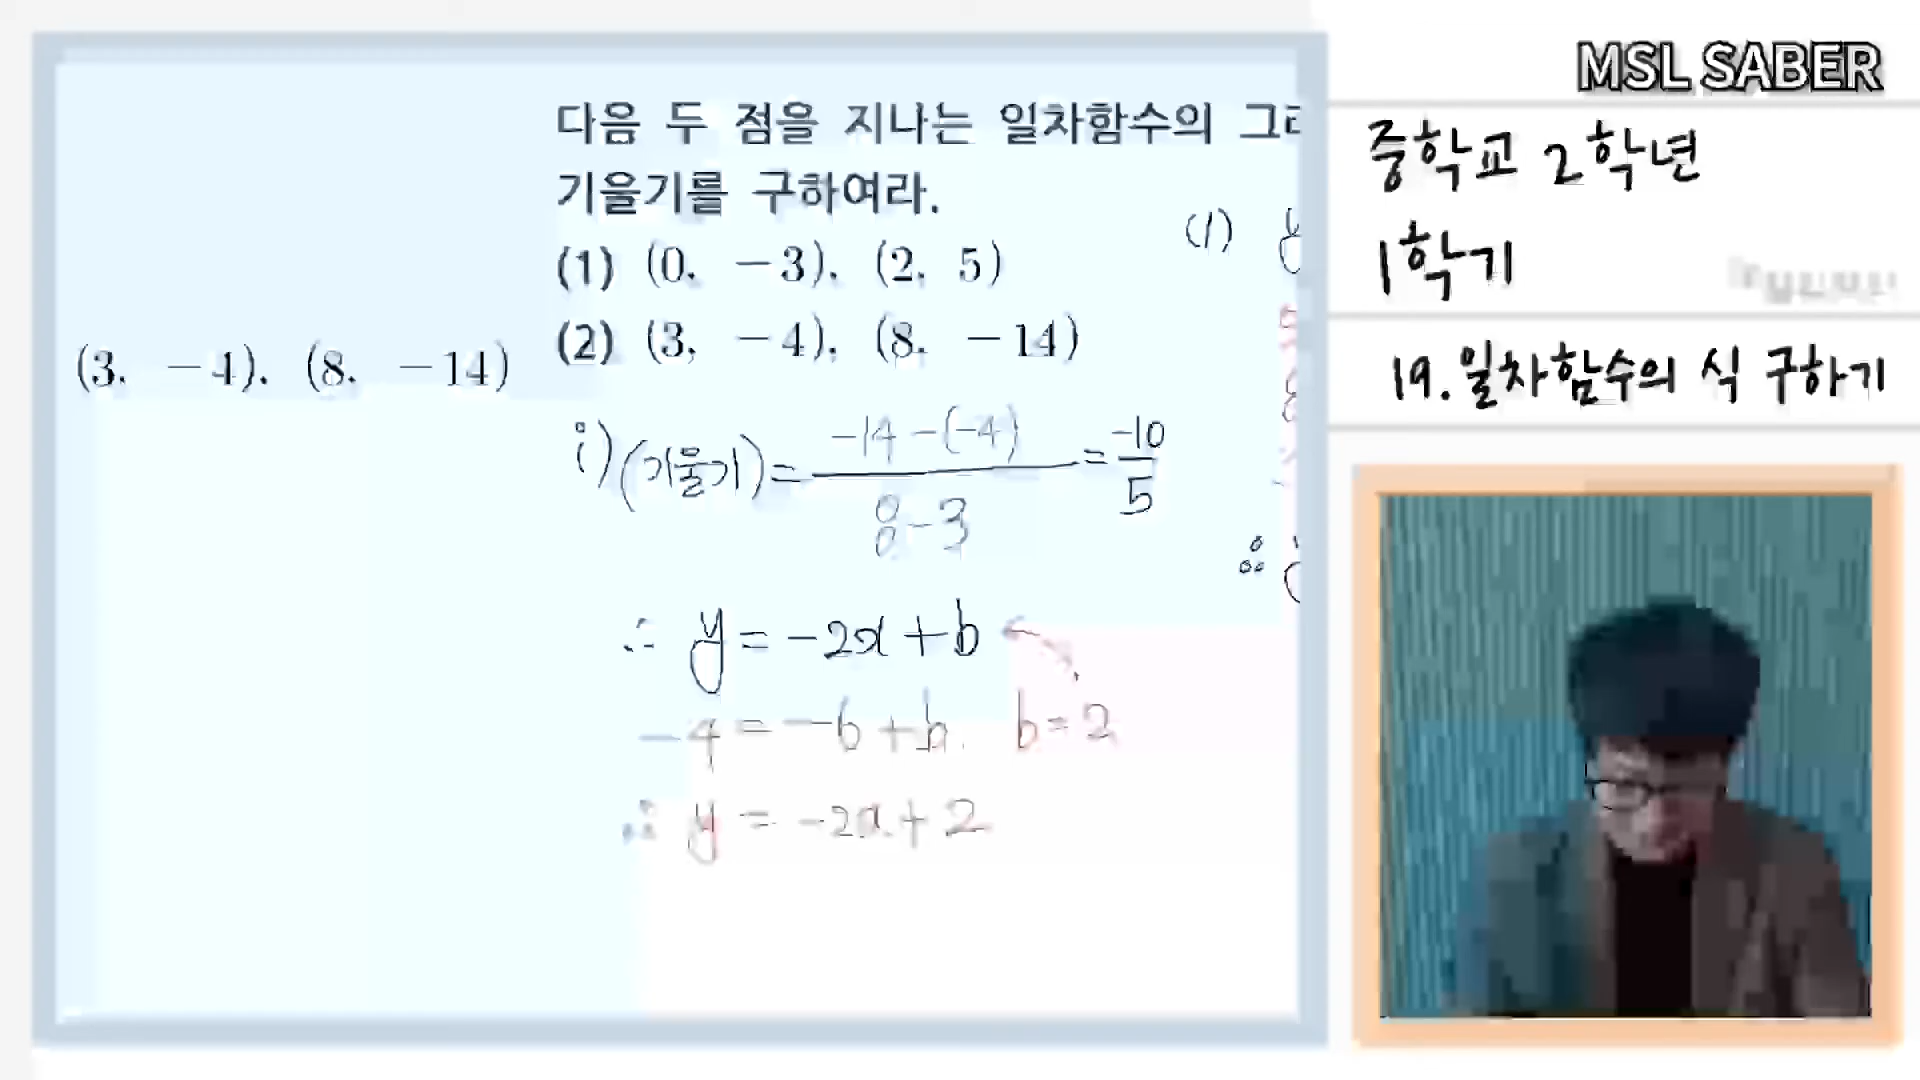 다음 두 점을 지나는 일차함수의
기울기를 구하여라.
(1) (0, -3), (2, 5)
(2) (3, -4), (8, -14)
(3, -4), (8, -14)
i) (기울기) = \frac{-14-(-4)}{8-3} = \frac{-10}{5}
∴ y = -2x + b
-4 = -6 + b b = 2
∴ y = -2x + 2
(1) y
∴ y
MSL SABER
중학교 2학년
1학기
19. 일차함수의 식 구하기